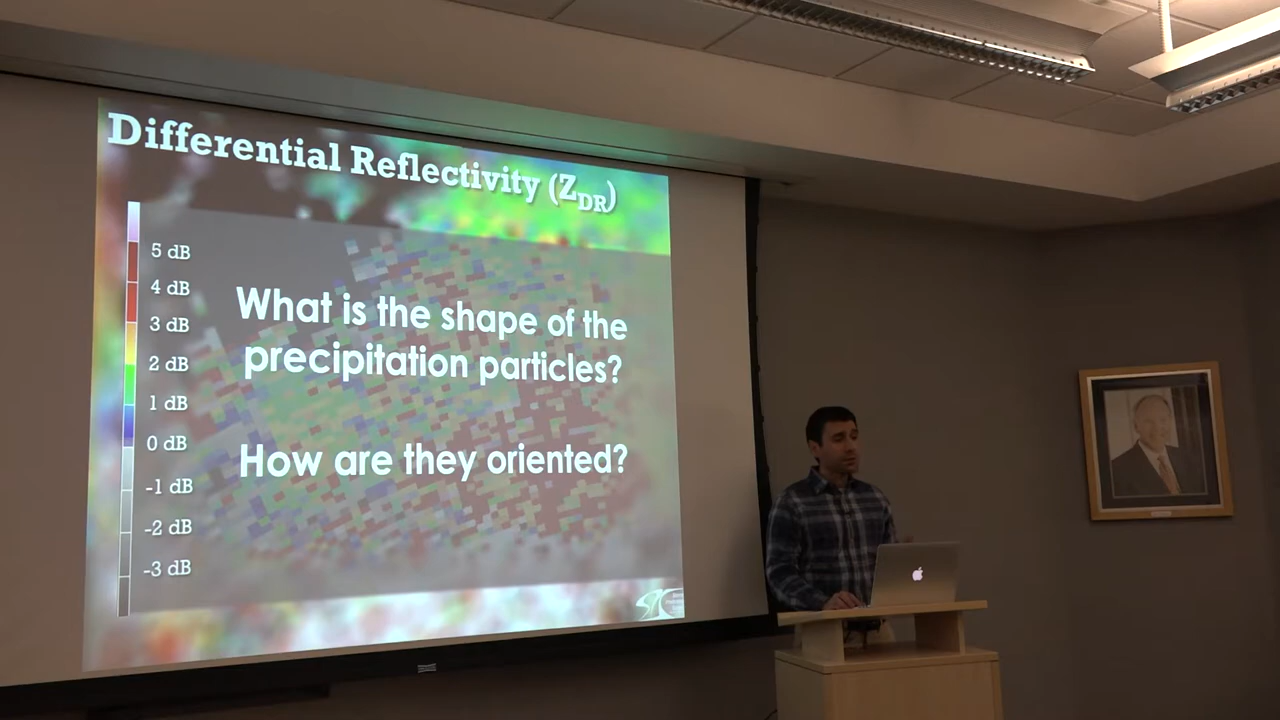 Differential Reflectivity (ZDR)
5 dB
4 dB
3 dB
2 dB
1 dB
0 dB
-1 dB
-2 dB
-3 dB
What is the shape of the
precipitation particles?
How are they oriented?